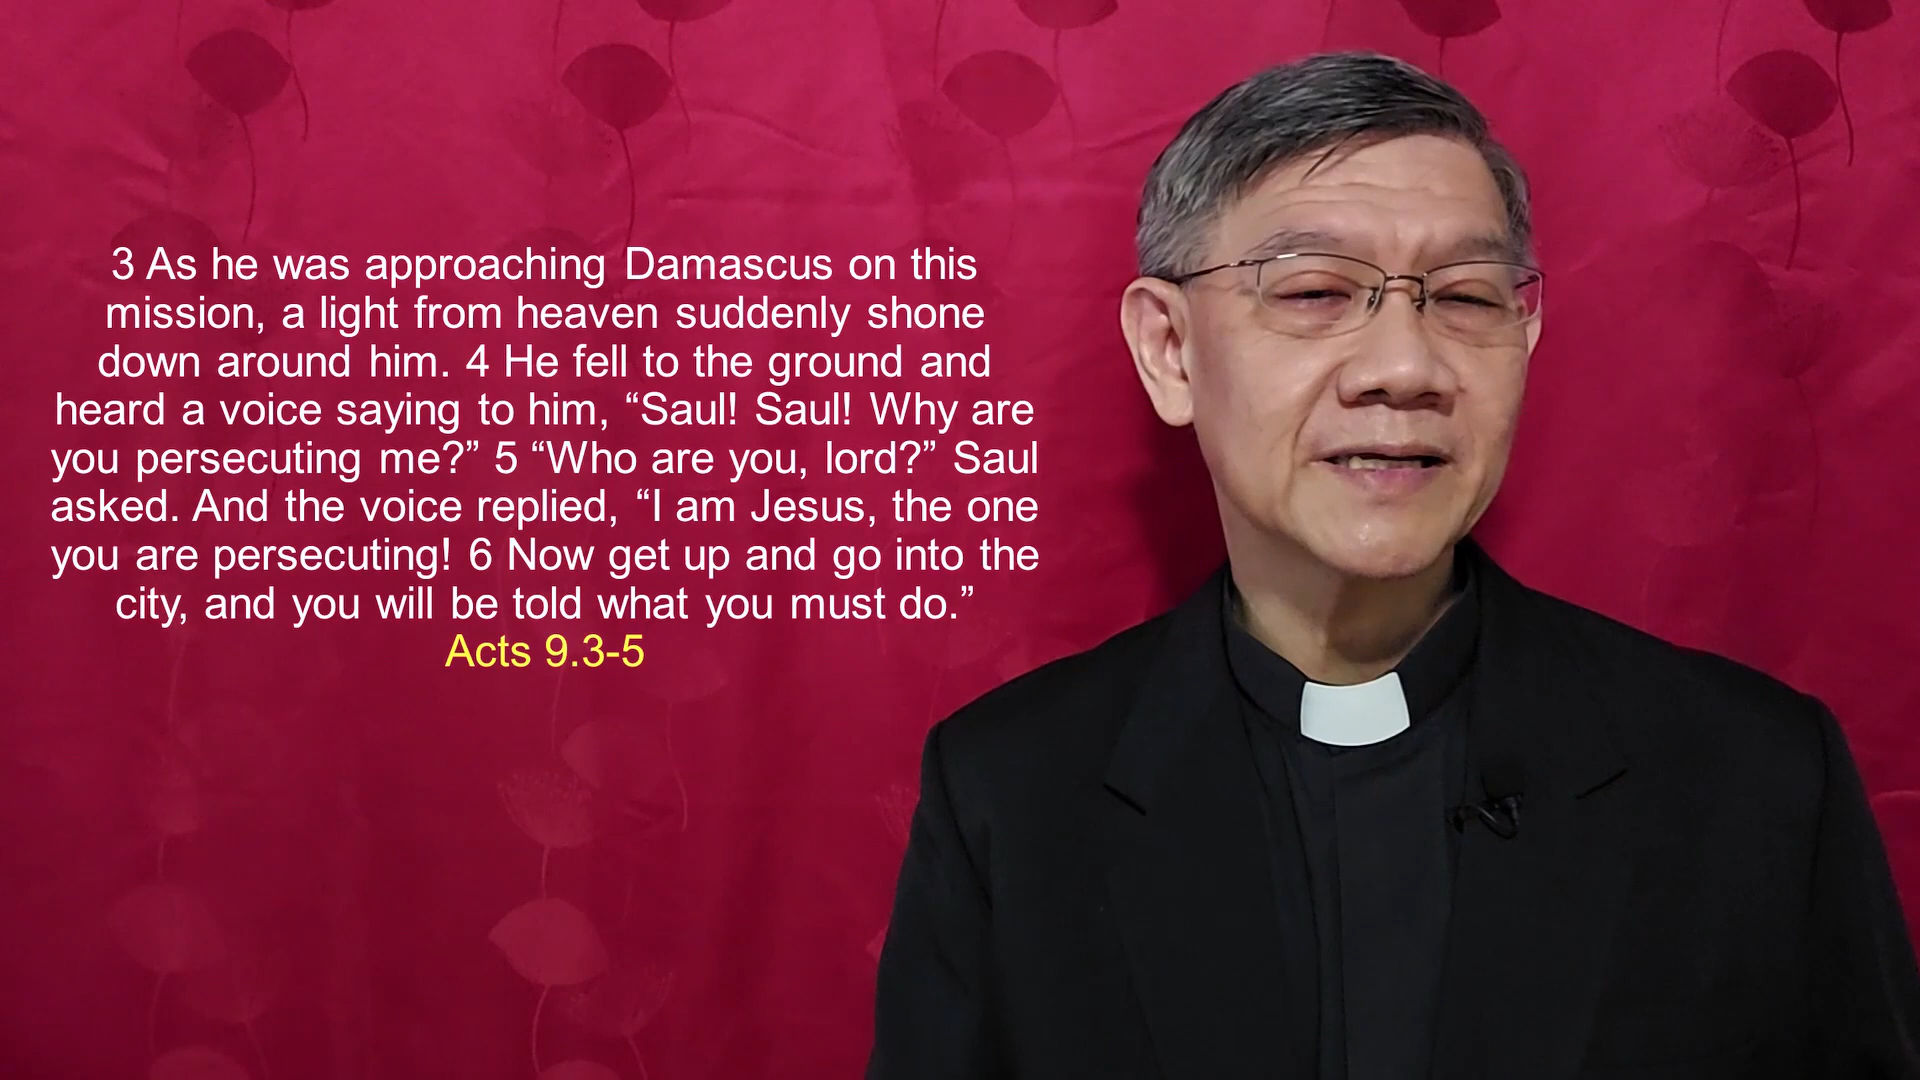 3 As he was approaching Damascus on this
mission, a light from heaven suddenly shone
down around him. 4 He fell to the ground and
heard a voice saying to him, “Saul! Saul! Why are
you persecuting me?” 5 “Who are you, lord?” Saul
asked. And the voice replied, “I am Jesus, the one
you are persecuting! 6 Now get up and go into the
city, and you will be told what you must do.”
Acts 9.3-5